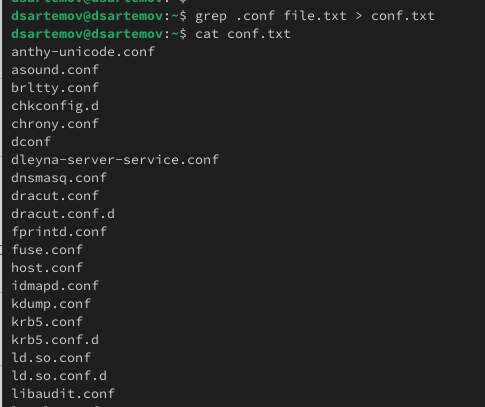 dsartemov@dsartemov:~$ grep .conf file.txt > conf.txt
dsartemov@dsartemov:~$ cat conf.txt
anthy-unicode.conf
asound.conf
brltty.conf
chkconfig.d
chrony.conf
dconf
dleyna-server-service.conf
dnsmasq.conf
dracut.conf
dracut.conf.d
fprintd.conf
fuse.conf
host.conf
idmapd.conf
kdump.conf
krb5.conf
krb5.conf.d
ld.so.conf
ld.so.conf.d
libaudit.conf